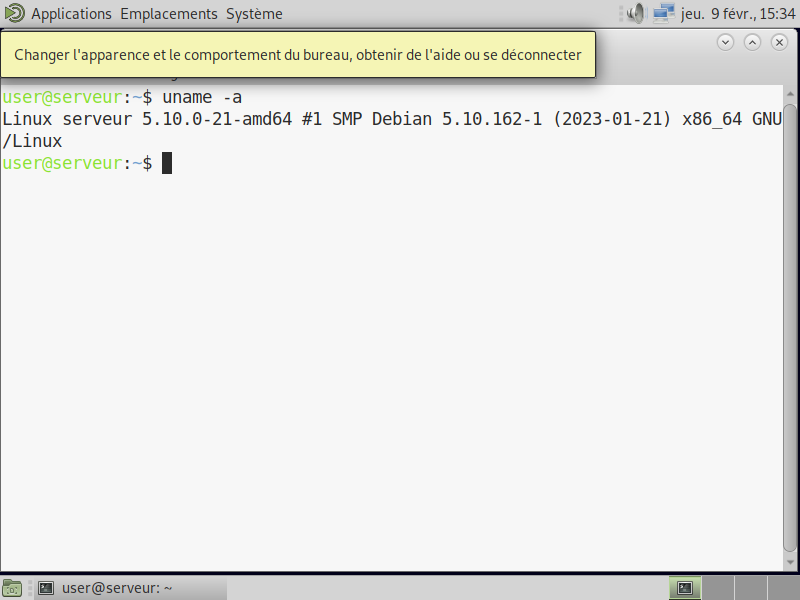 Applications Emplacements Système
jeu. 9 févr., 15:34
Changer l'apparence et le comportement du bureau, obtenir de l'aide ou se déconnecter
user@serveur:~$ uname -a
Linux serveur 5.10.0-21-amd64 #1 SMP Debian 5.10.162-1 (2023-01-21) x86_64 GNU
/Linux
user@serveur:~$
user@serveur: ~